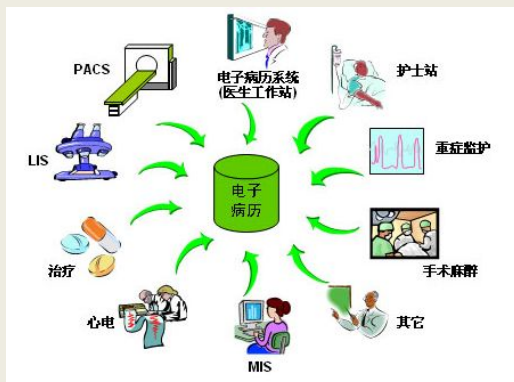 PACS
电子病历系统
(医生工作站)
护士站
LIS
重症监护
电子
病历
治疗
手术麻醉
心电
其它
MIS